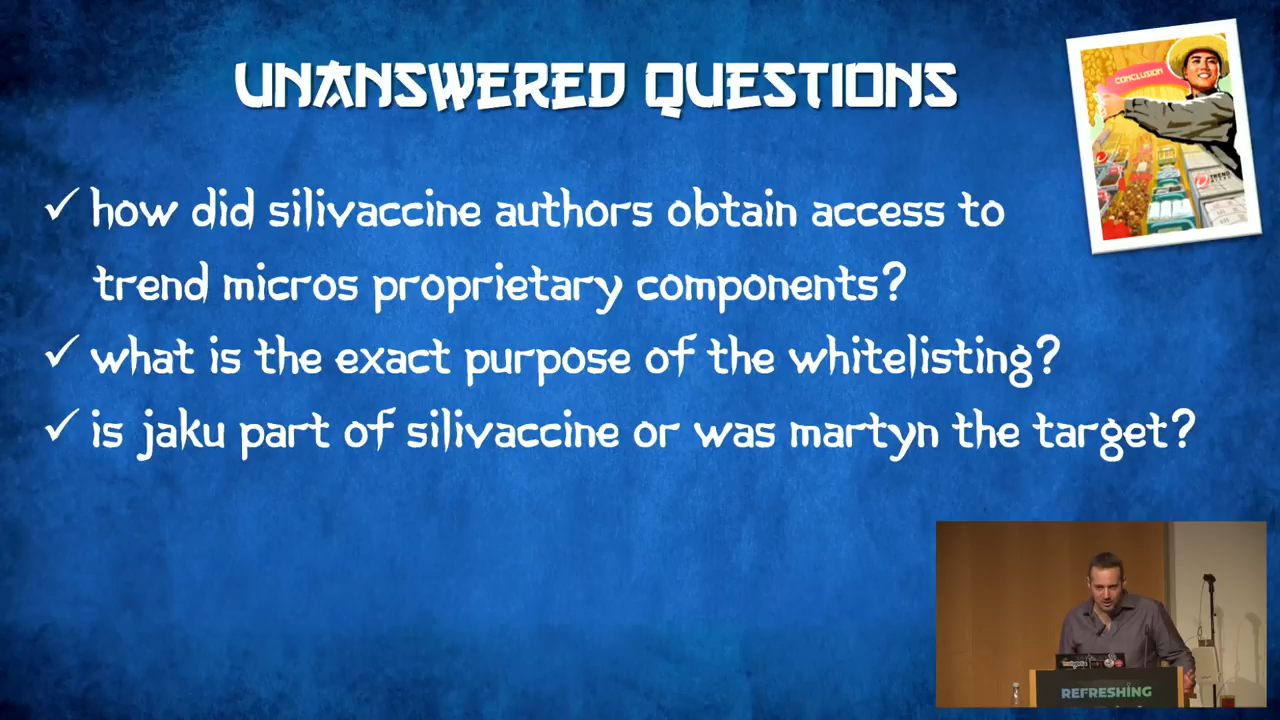 UNANSWERED QUESTIONS
CONCLUSION
✓ how did silivaccine authors obtain access to
trend micros proprietary components?
✓ what is the exact purpose of the whitelisting?
✓ is jaku part of silivaccine or was martyn the target?
TREND
REFRESHING